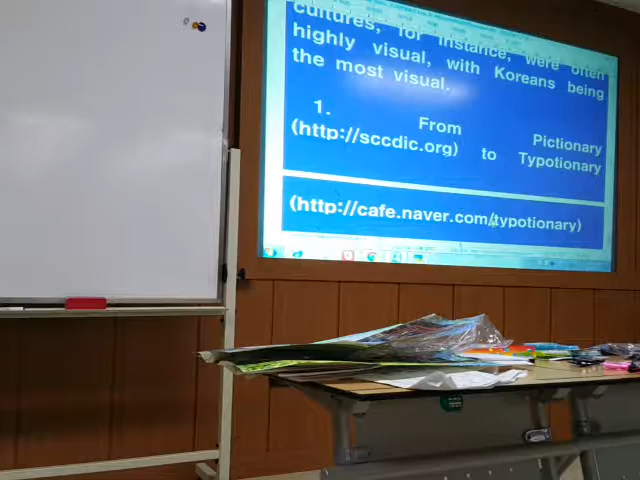 cultures, for instance, were often
highly visual, with Koreans being
the most visual.
1. From Pictionary
(http://sccdic.org) to Typotionary
(http://cafe.naver.com/typotionary)